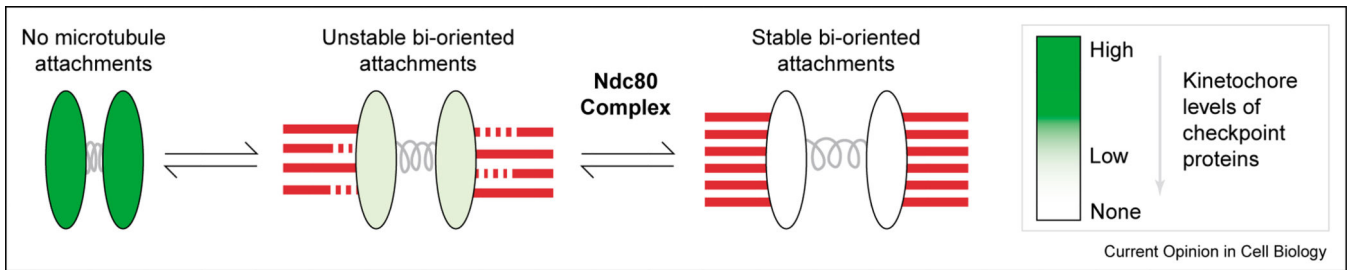 No microtubule
attachments
Unstable bi-oriented
attachments
Ndc80
Complex
Stable bi-oriented
attachments
High
Low
None
Kinetochore
levels of
checkpoint
proteins
Current Opinion in Cell Biology